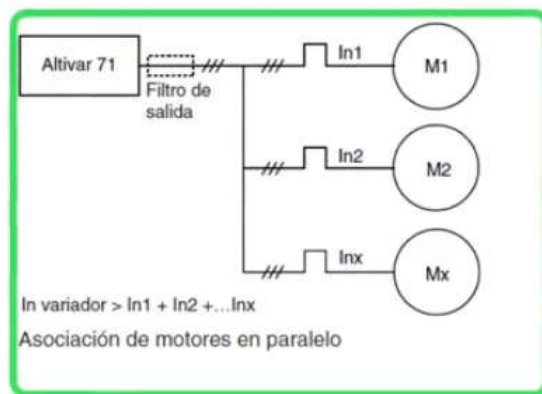 Altivar 71
Filtro de
salida
In1
M1
In2
M2
Inx
Mx
In variador > In1 + In2 +...Inx
Asociación de motores en paralelo